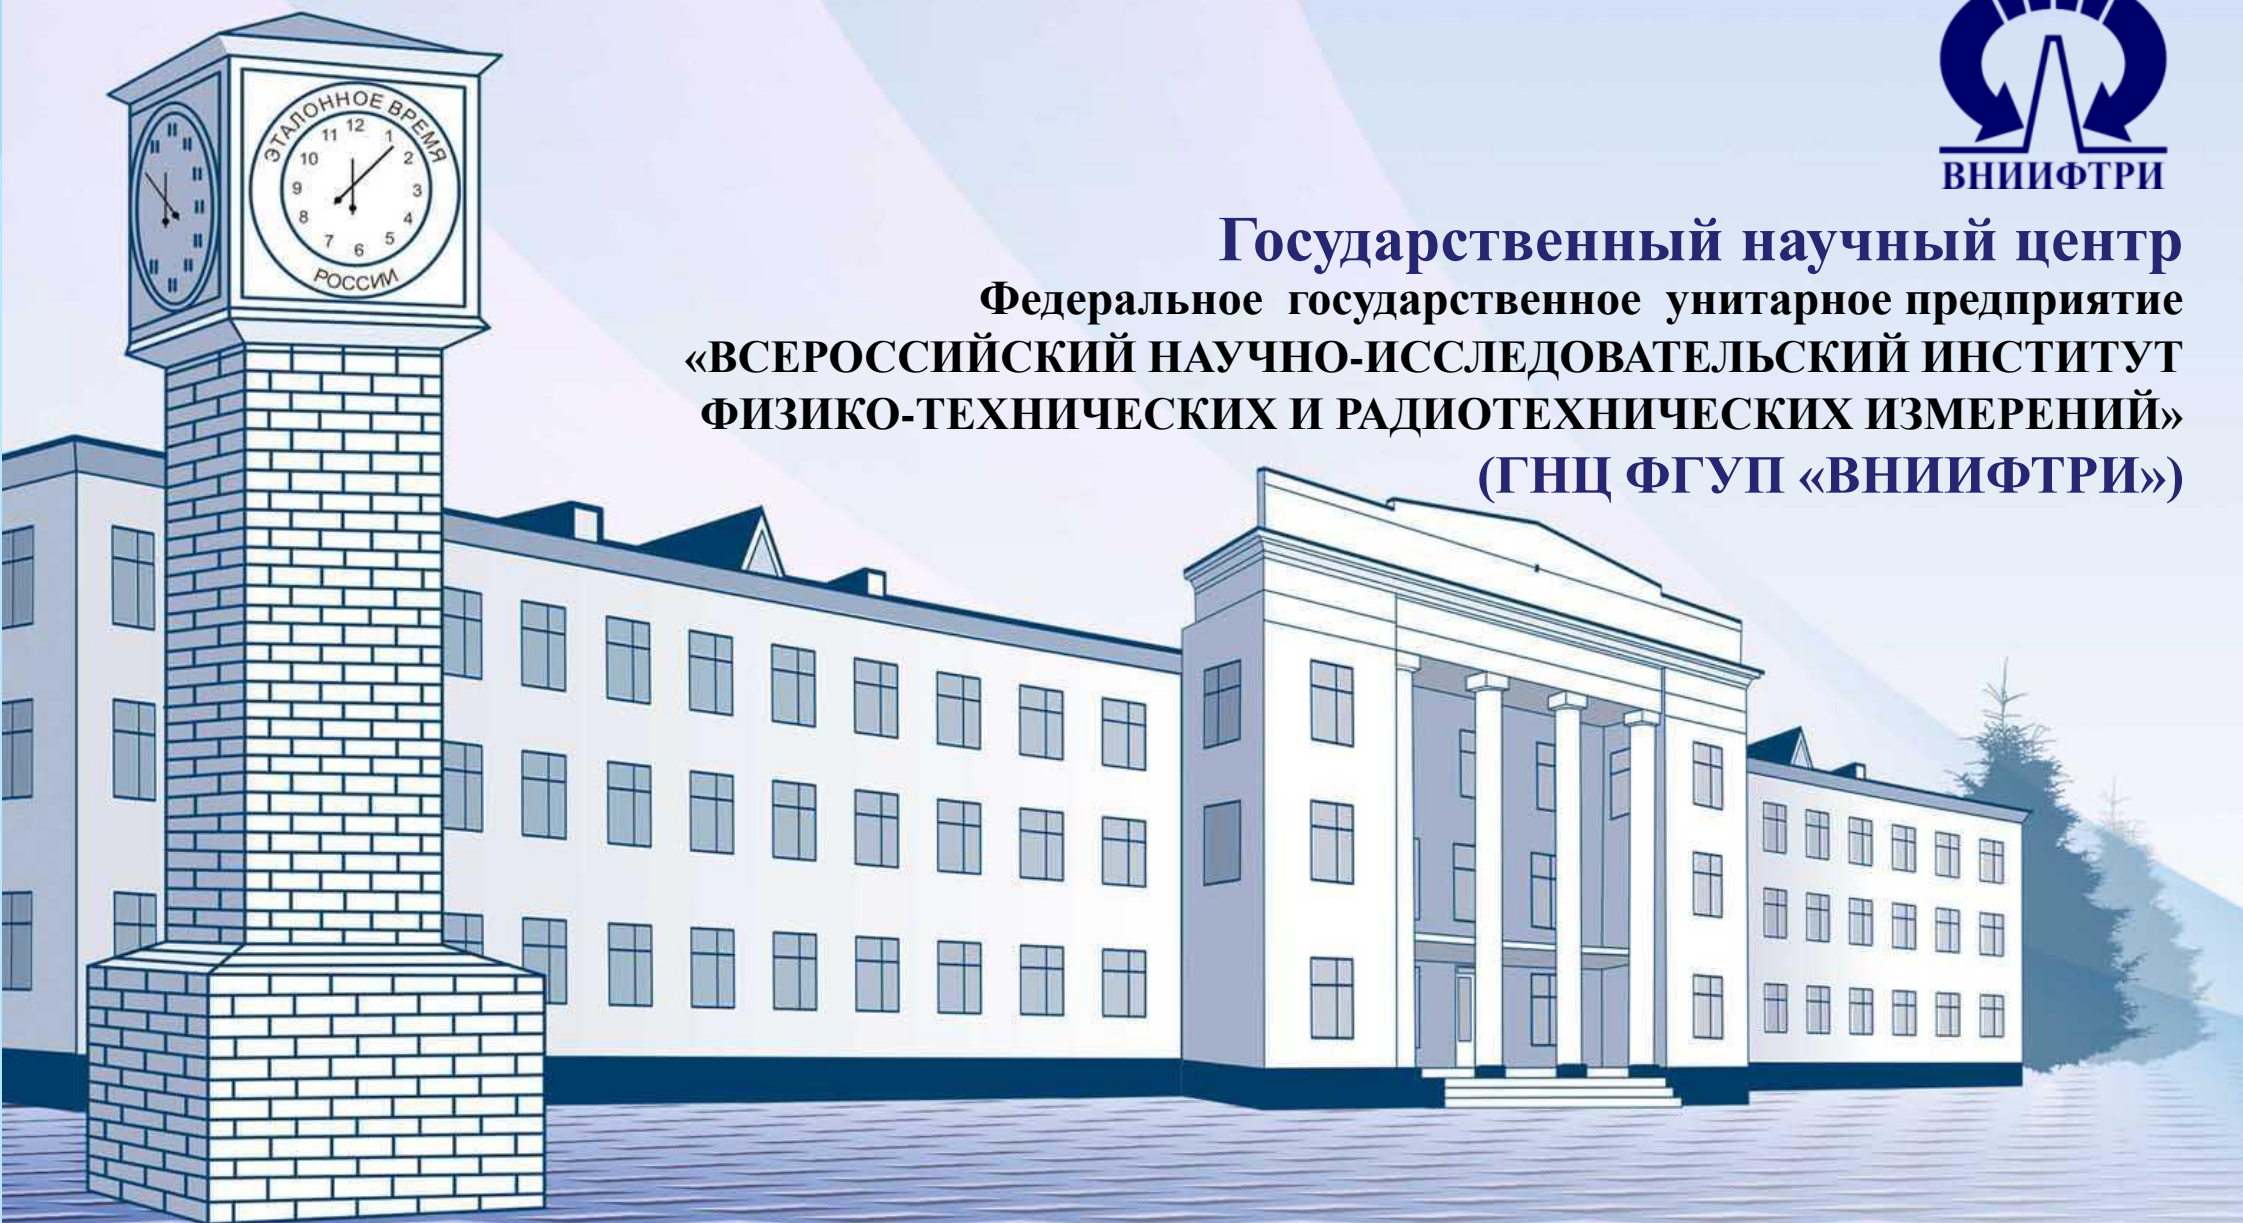 ЭТАЛОННОЕ ВРЕМЯ
11 12 1
10 2
9 3
8 4
7 6 5
РОССИИ
ВНИИФТРИ
Государственный научный центр
Федеральное государственное унитарное предприятие
«ВСЕРОССИЙСКИЙ НАУЧНО-ИССЛЕДОВАТЕЛЬСКИЙ ИНСТИТУТ
ФИЗИКО-ТЕХНИЧЕСКИХ И РАДИОТЕХНИЧЕСКИХ ИЗМЕРЕНИЙ»
(ГНЦ ФГУП «ВНИИФТРИ»)